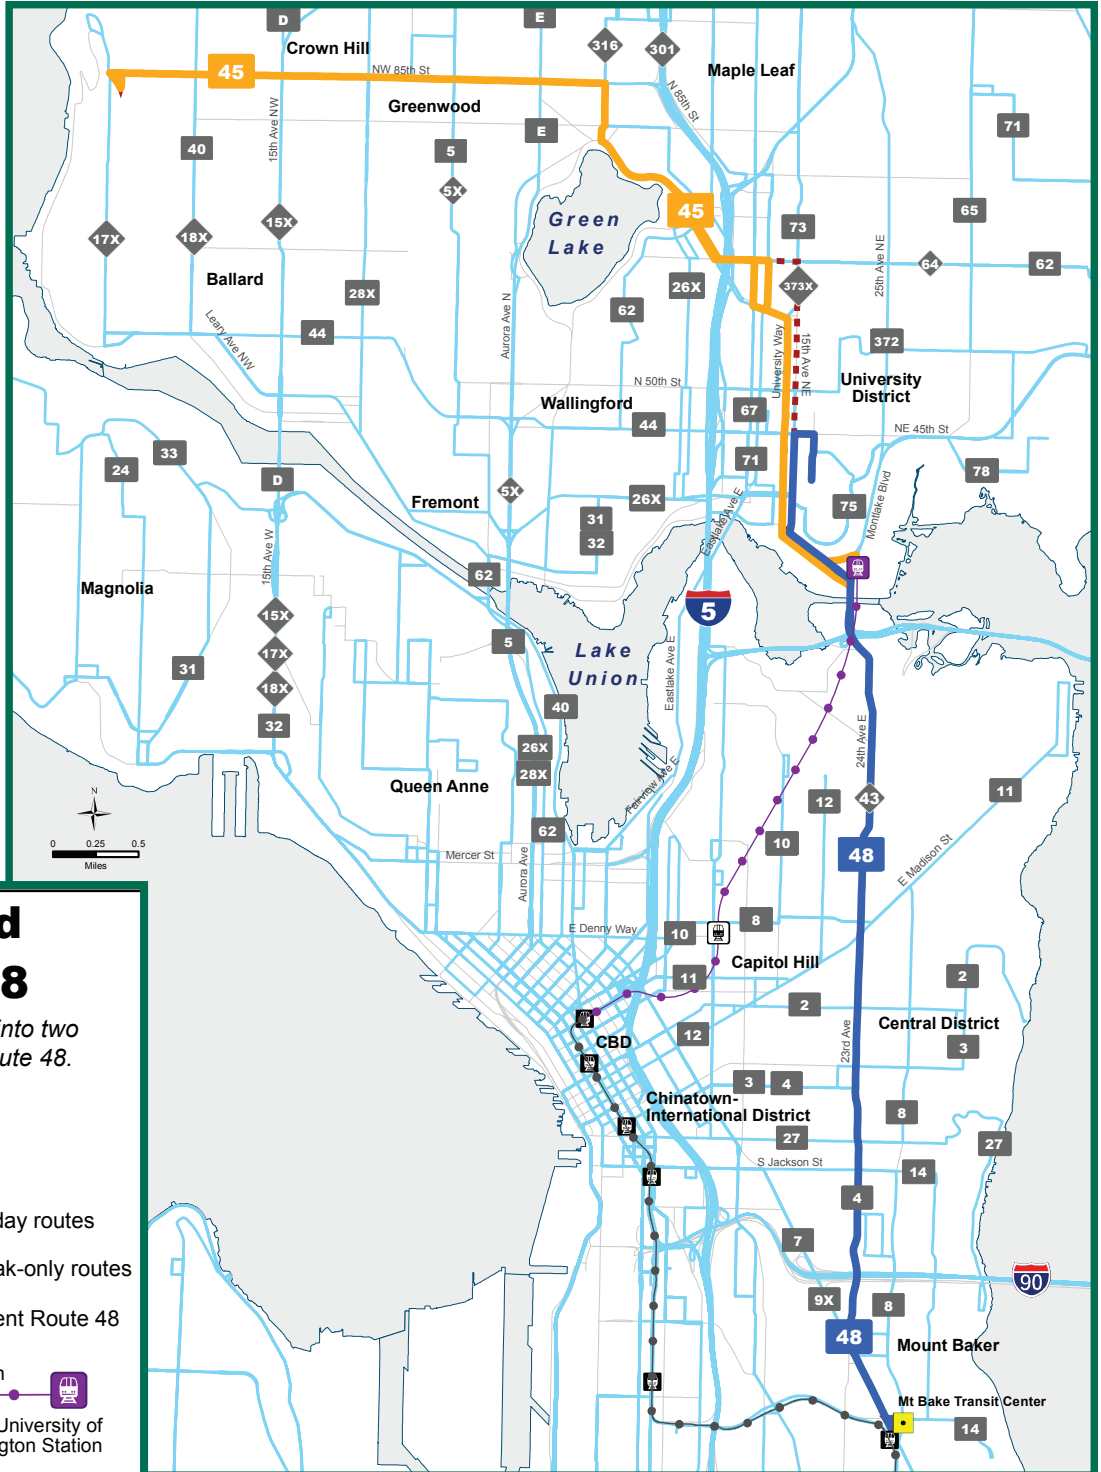 D
E
316
301
Crown Hill
Maple Leaf
NW 85th St
45
N 85th St
Greenwood
71
E
15th Ave NW
40
5
5X
45
65
Green
Lake
73
15X
17X
18X
25th Ave NE
64
62
Ballard
26X
373X
28X
62
Aurora Ave N
Leary Ave NW
44
University Way
15th Ave NE
372
N 50th St
University
District
Wallingford
67
44
NE 45th St
33
24
71
78
D
5X
26X
75
Montlake Blvd
Fremont
31
32
Eastlake Ave E
15th Ave W
62
Magnolia
5
15X
5
17X
Lake
Union
Eastlake Ave E
31
18X
40
32
24th Ave E
26X
28X
Queen Anne
Fairview Ave E
N
12
43
11
0 0.25 0.5
Miles
62
10
48
Mercer St
E Madison St
Aurora Ave
8
E Denny Way
10
d
8
Capitol Hill
11
2
2
into two
ute 48.
CBD
12
23rd Ave
Central District
3
3
4
Chinatown-
International District
8
27
27
S Jackson St
14
4
day routes
7
ak-only routes
90
9X
8
ent Route 48
48
Mount Baker
n
Mt Bake Transit Center
14
University of
gton Station